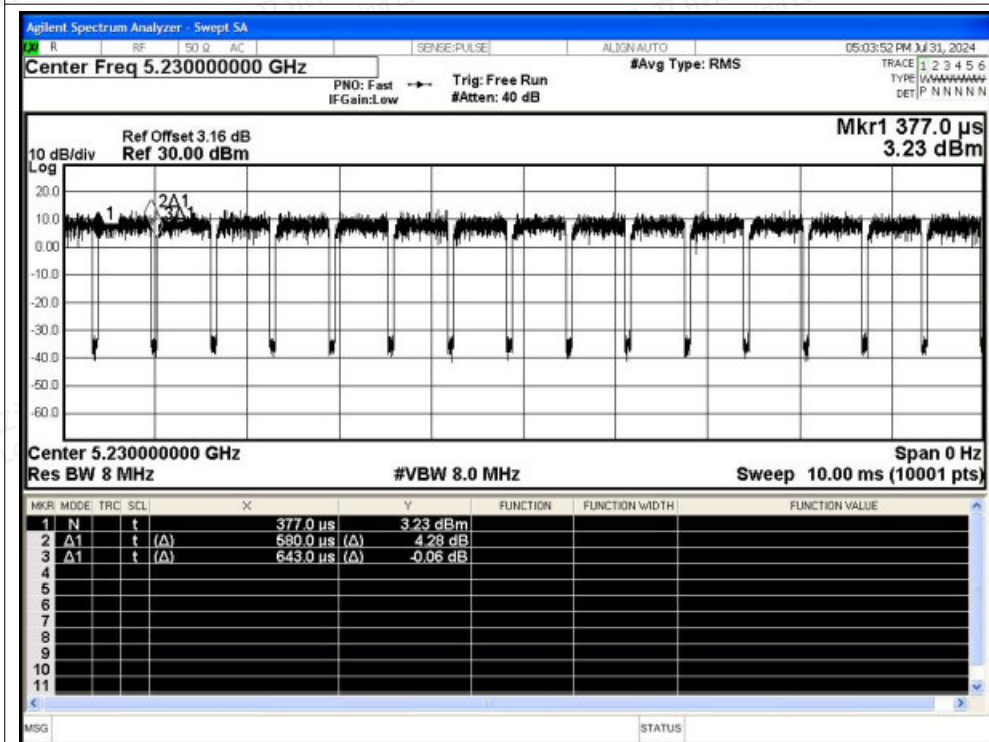 Agilent Spectrum Analyzer - Swept SA
R RF 50 Ω AC SENSE:PULSE ALIGN AUTO 05:03:52 PM Jul 31, 2024
Center Freq 5.230000000 GHz #Avg Type: RMS TRACE 1 2 3 4 5 6
PNO: Fast Trig: Free Run TYPE
IFGain:Low #Atten: 40 dB DET P N N N N N
Mkr1 377.0 µs
Ref Offset 3.16 dB
10 dB/div Ref 30.00 dBm 3.23 dBm
Log
20.0
2Δ1
1 3Δ1
10.0
0.00
-10.0
-20.0
-30.0
-40.0
-50.0
-60.0
Center 5.230000000 GHz Span 0 Hz
Res BW 8 MHz #VBW 8.0 MHz Sweep 10.00 ms (10001 pts)
MKR MODE TRC SCL X Y FUNCTION FUNCTION WIDTH FUNCTION VALUE
1 N t 377.0 µs 3.23 dBm
2 Δ1 t (Δ) 580.0 µs (Δ) 4.28 dB
3 Δ1 t (Δ) 643.0 µs (Δ) -0.06 dB
4
5
6
7
8
9
10
11
MSG STATUS